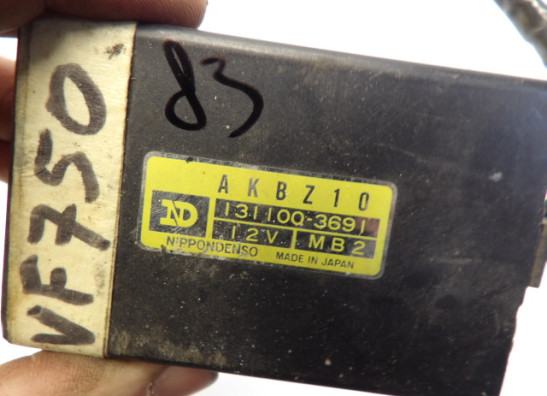 VF750
83
AKBZ10
ND
131100-3691
12V MB2
NIPPONDENSO MADE IN JAPAN